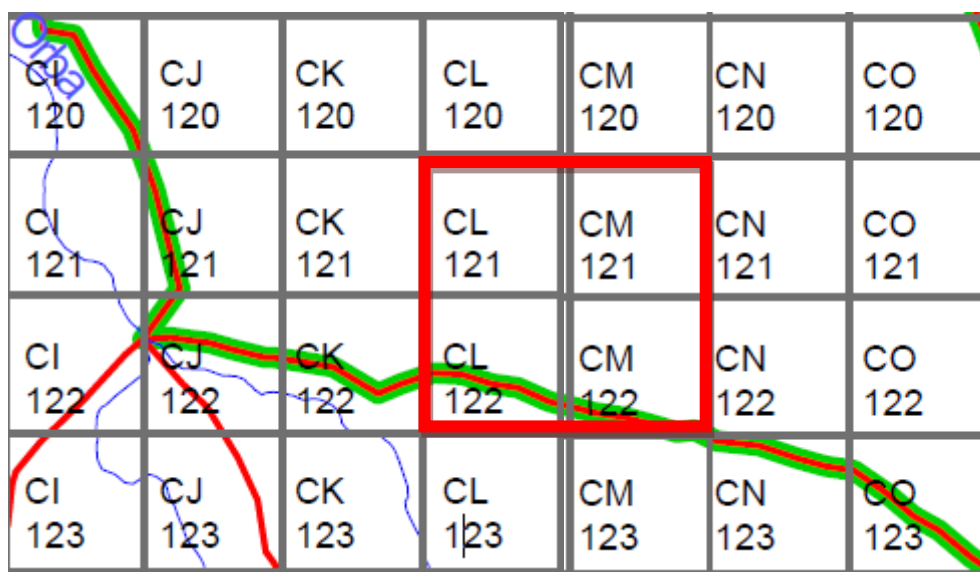 Orba
CI CJ CK CL CM CN CO
120 120 120 120 120 120 120
CI CJ CK CL CM CN CO
121 121 121 121 121 121 121
CI CJ CK CL CM CN CO
122 122 122 122 122 122 122
CI CJ CK CL CM CN CO
123 123 123 123 123 123 123